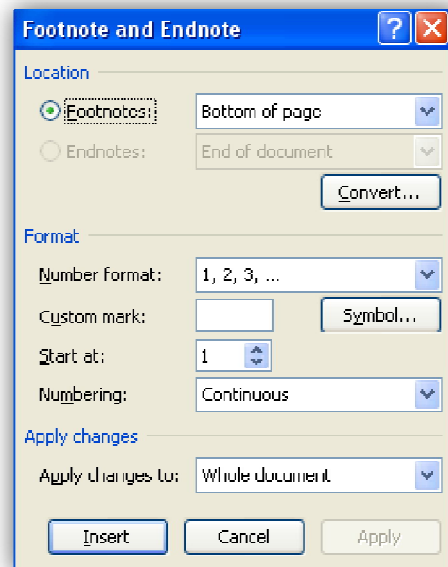 Footnote and Endnote
Location
Footnotes: Bottom of page
Endnotes: End of document
Convert...
Format
Number format: 1, 2, 3, ...
Custom mark: Symbol...
Start at: 1
Numbering: Continuous
Apply changes
Apply changes to: Whole document
Insert Cancel Apply